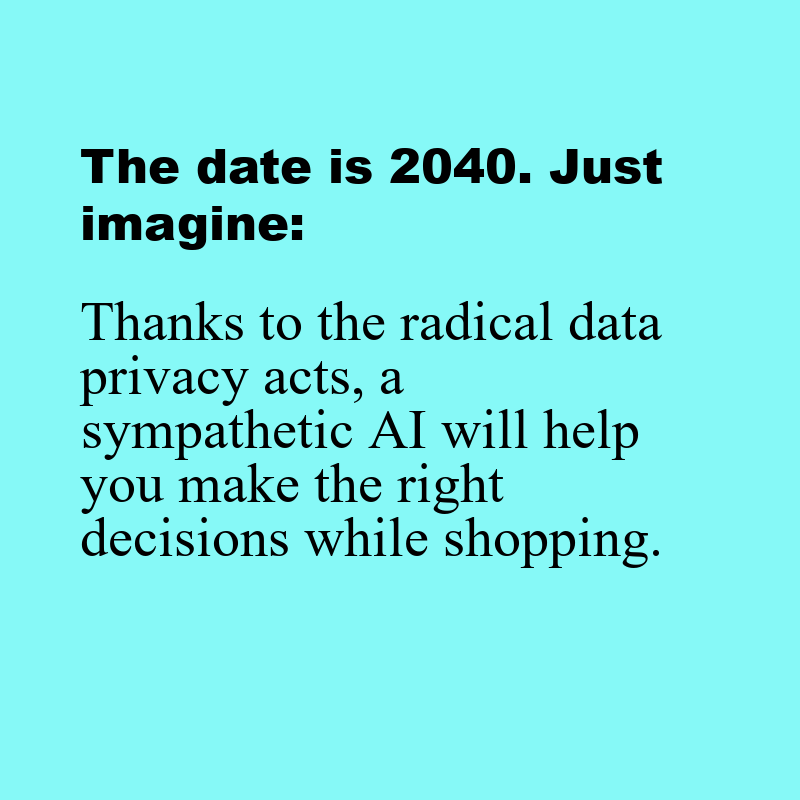 The date is 2040. Just
imagine:
Thanks to the radical data
privacy acts, a
sympathetic AI will help
you make the right
decisions while shopping.